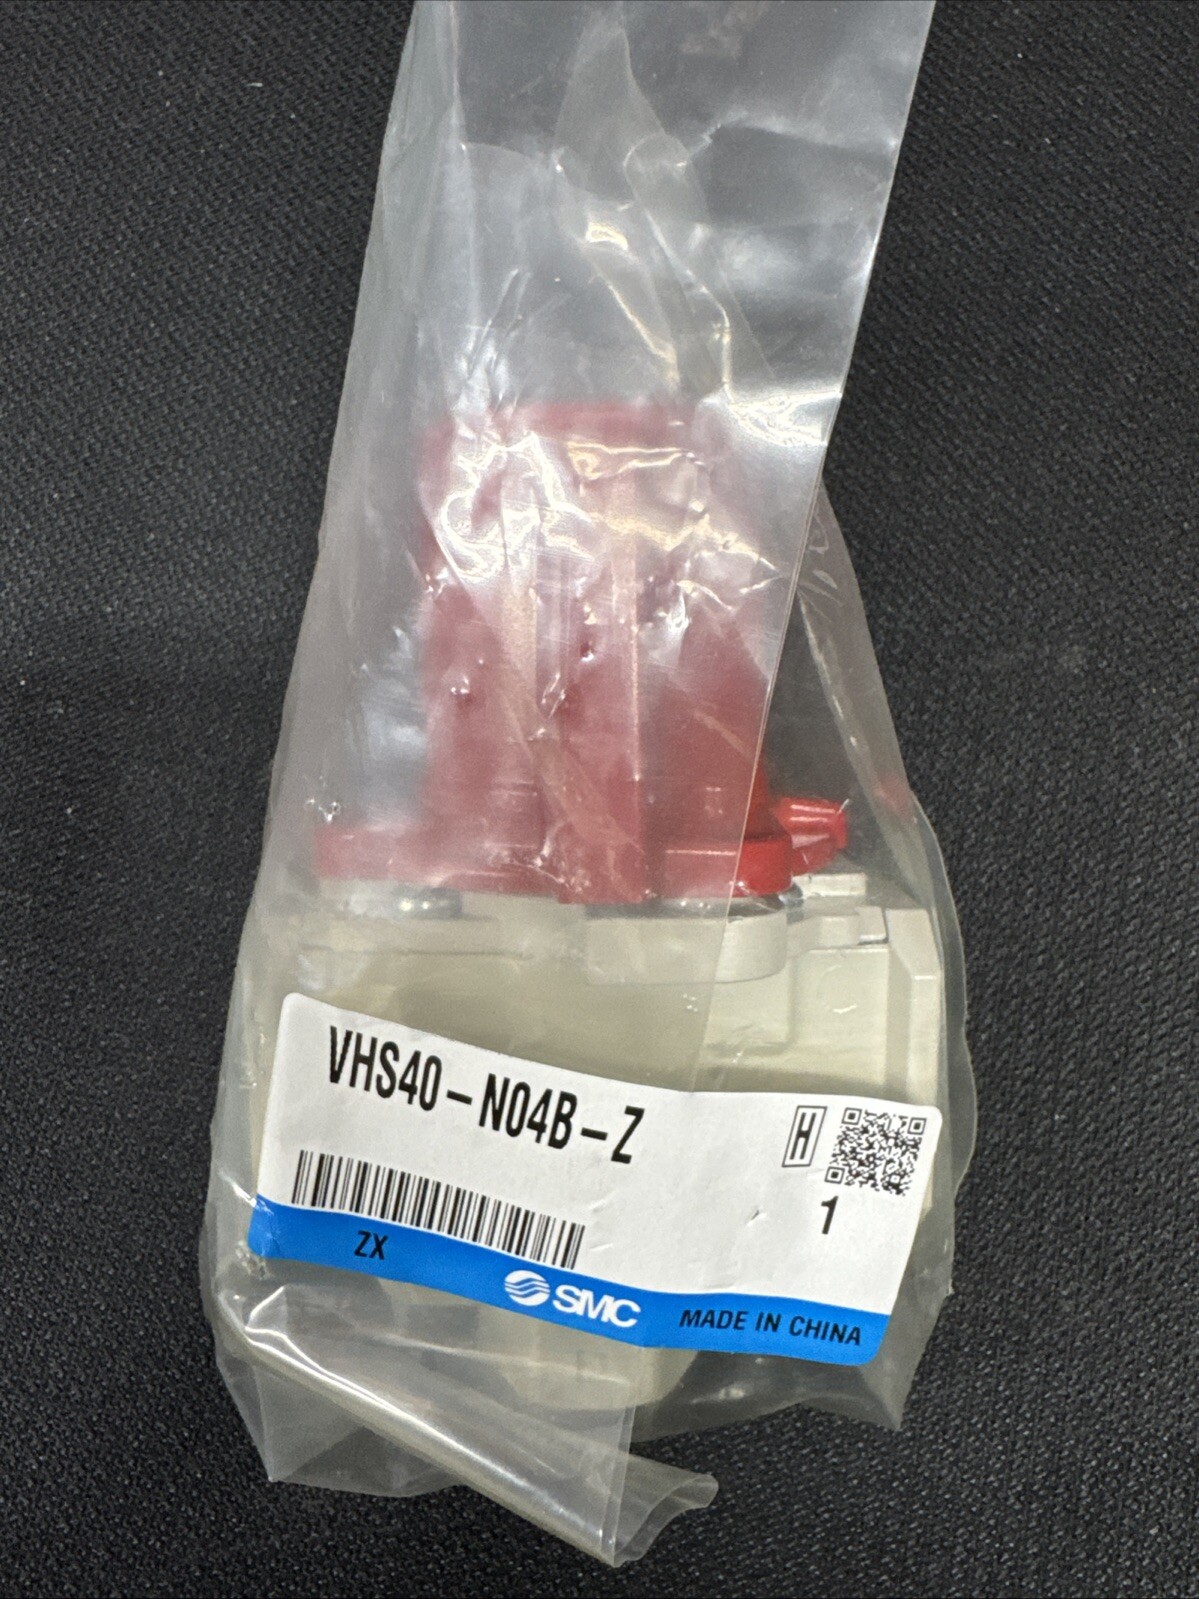 VHS40-N04B-Z
H
1
ZX
SMC
MADE IN CHINA